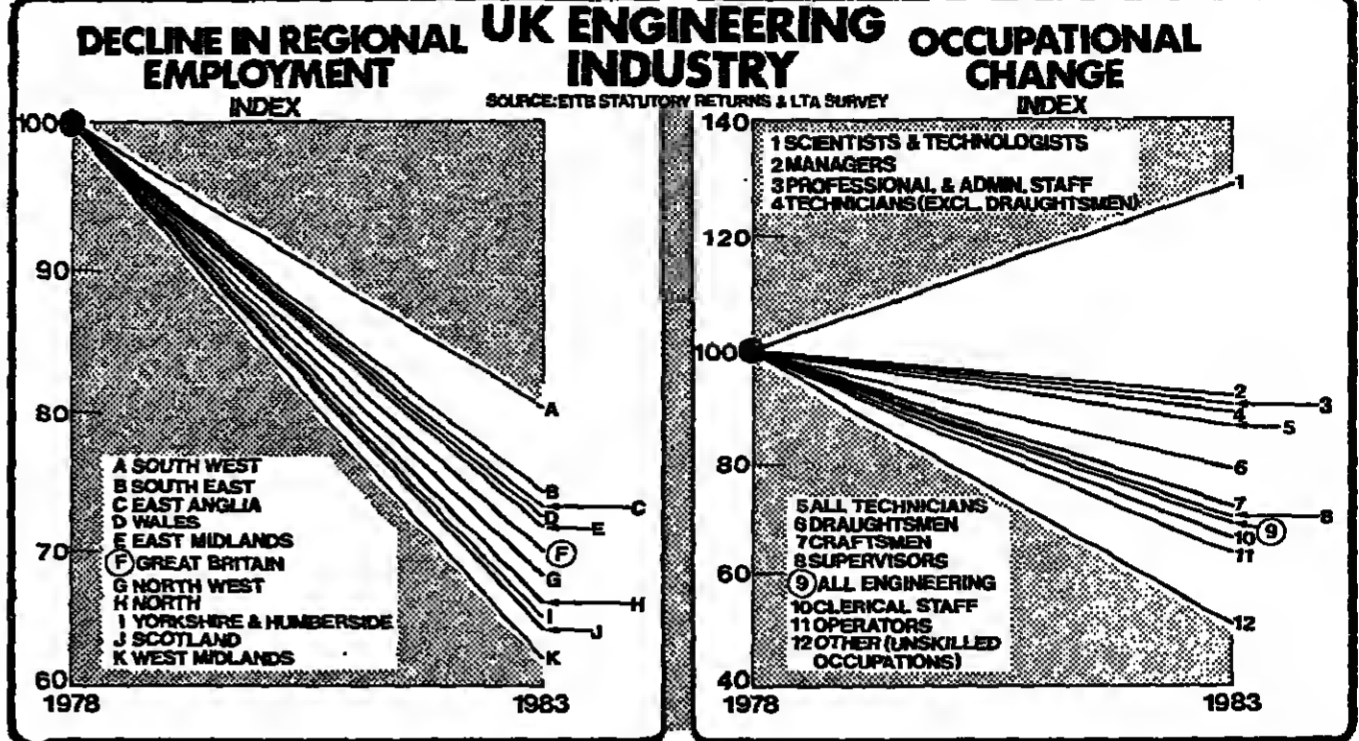 UK ENGINEERING
INDUSTRY
SOURCE: EITB STATUTORY RETURNS & LTA SURVEY
DECLINE IN REGIONAL
EMPLOYMENT
INDEX
100
90
80
70
60
1978
1983
A
B
C
D
E
F
G
H
I
J
K
A SOUTH WEST
B SOUTH EAST
C EAST ANGLIA
D WALES
E EAST MIDLANDS
F GREAT BRITAIN
G NORTH WEST
H NORTH
I YORKSHIRE & HUMBERSIDE
J SCOTLAND
K WEST MIDLANDS
OCCUPATIONAL
CHANGE
INDEX
140
120
100
80
60
40
1978
1983
1 SCIENTISTS & TECHNOLOGISTS
2 MANAGERS
3 PROFESSIONAL & ADMIN. STAFF
4 TECHNICIANS (EXCL. DRAUGHTSMEN)
1
2
3
4
5
6
7
8
9
10
11
12
5 ALL TECHNICIANS
6 DRAUGHTSMEN
7 CRAFTSMEN
8 SUPERVISORS
9 ALL ENGINEERING
10 CLERICAL STAFF
11 OPERATORS
12 OTHER (UNSKILLED
OCCUPATIONS)